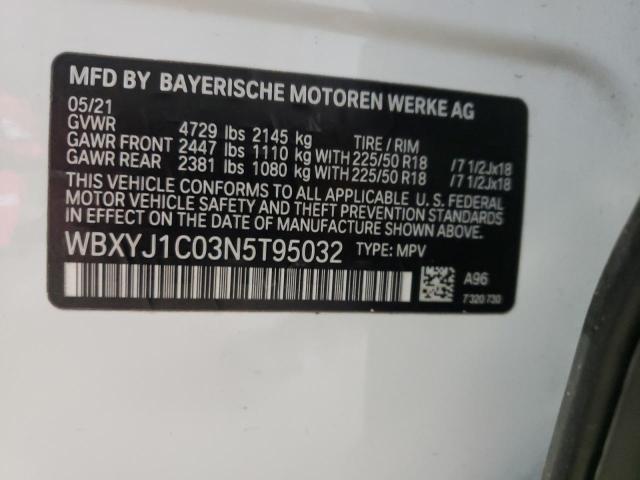 MFD BY BAYERISCHE MOTOREN WERKE AG
05/21
GVWR 4729 lbs 2145 kg TIRE / RIM
GAWR FRONT 2447 lbs 1110 kg WITH 225/50 R18 /7 1/2Jx18
GAWR REAR 2381 lbs 1080 kg WITH 225/50 R18 /7 1/2Jx18
THIS VEHICLE CONFORMS TO ALL APPLICABLE U. S. FEDERAL
MOTOR VEHICLE SAFETY AND THEFT PREVENTION STANDARDS
IN EFFECT ON THE DATE OF MANUFACTURE SHOWN ABOVE.
WBXYJ1C03N5T95032 TYPE: MPV
A96
7 320 730